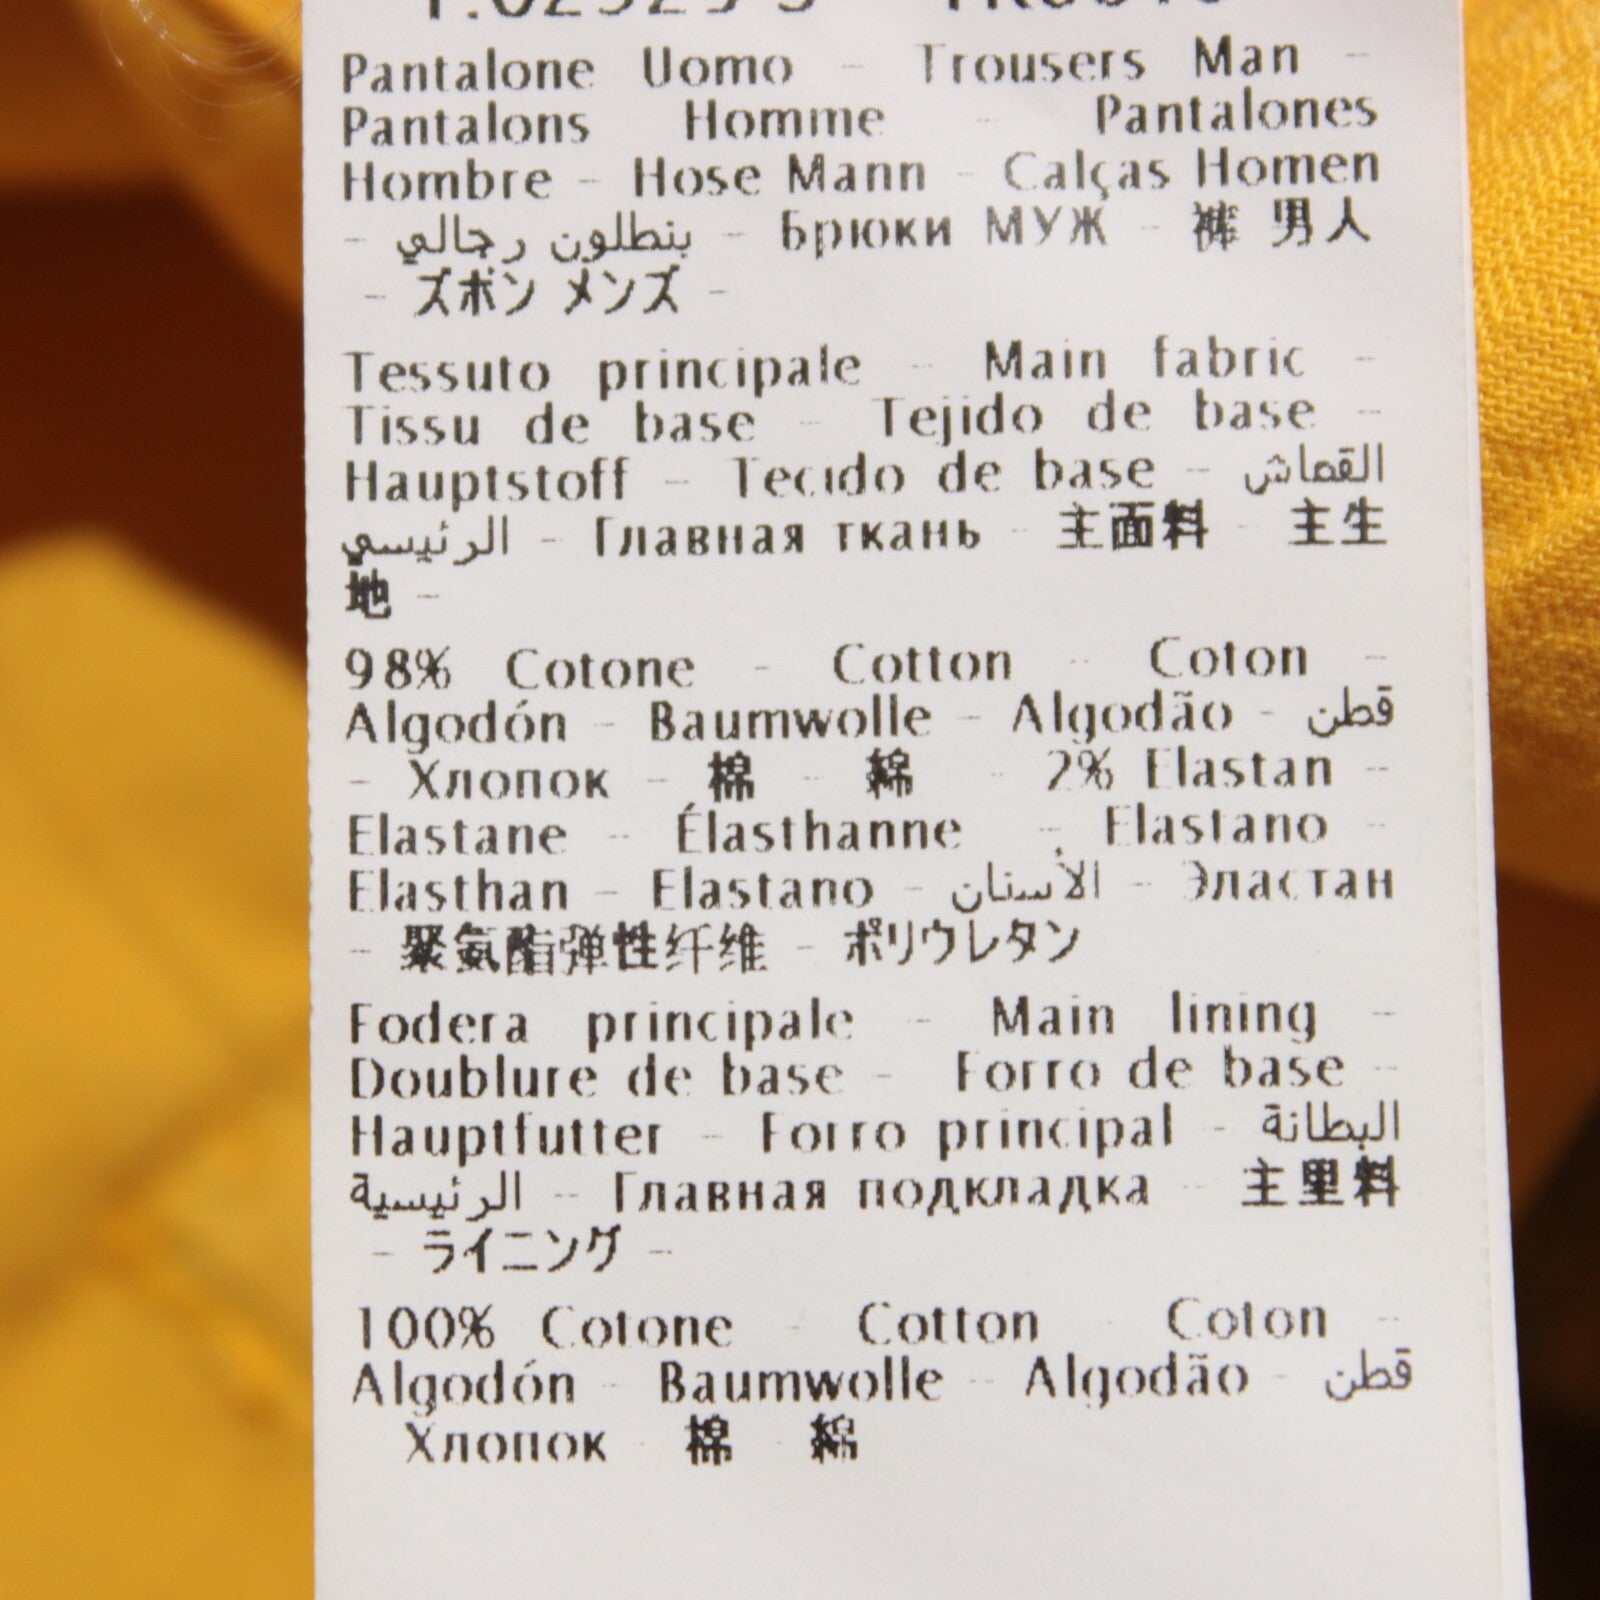 Pantalone Uomo - Trousers Man -
Pantalons Homme - Pantalones
Hombre - Hose Mann - Calças Homen
- بنطلون رجالي - Брюки МУЖ - 裤 男人
- ズボン メンズ -
Tessuto principale - Main fabric -
Tissu de base - Tejido de base -
Hauptstoff - Tecido de base - القماش
الرئيسي - Главная ткань - 主面料 - 主生
地 -
98% Cotone - Cotton - Coton -
Algodón - Baumwolle - Algodão - قطن
- Хлопок - 棉 - 綿 - 2% Elastan -
Elastane - Élasthanne - Elastano -
Elasthan - Elastano - الأستان - Эластан
- 聚氨酯弹性纤维 - ポリウレタン
Fodera principale - Main lining -
Doublure de base - Forro de base -
Hauptfutter - Forro principal - البطانة
الرئيسية - Главная подкладка - 主里料
- ライニング -
100% Cotone - Cotton - Coton -
Algodón - Baumwolle - Algodão - قطن
Хлопок - 棉 - 綿